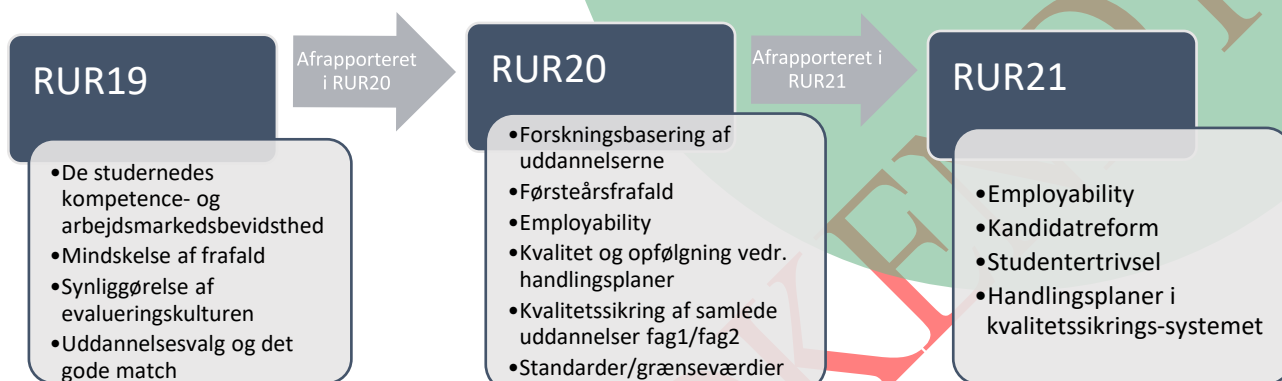 RUR19
Afrapporteret
i RUR20
RUR20
Afrapporteret i
RUR21
RUR21
•De studernedes
kompetence- og
arbejdsmarkedsbevidsthed
•Mindskelse af frafald
•Synliggørelse af
evalueringskulturen
•Uddannelsesvalg og det
gode match
•Forskningsbasering af
uddannelserne
•Førsteårsfrafald
•Employability
•Kvalitet og opfølgning vedr.
handlingsplaner
•Kvalitetssikring af samlede
uddannelser fag1/fag2
•Standarder/grænseværdier
•Employability
•Kandidatreform
•Studentertrivsel
•Handlingsplaner i
kvalitetssikrings-systemet